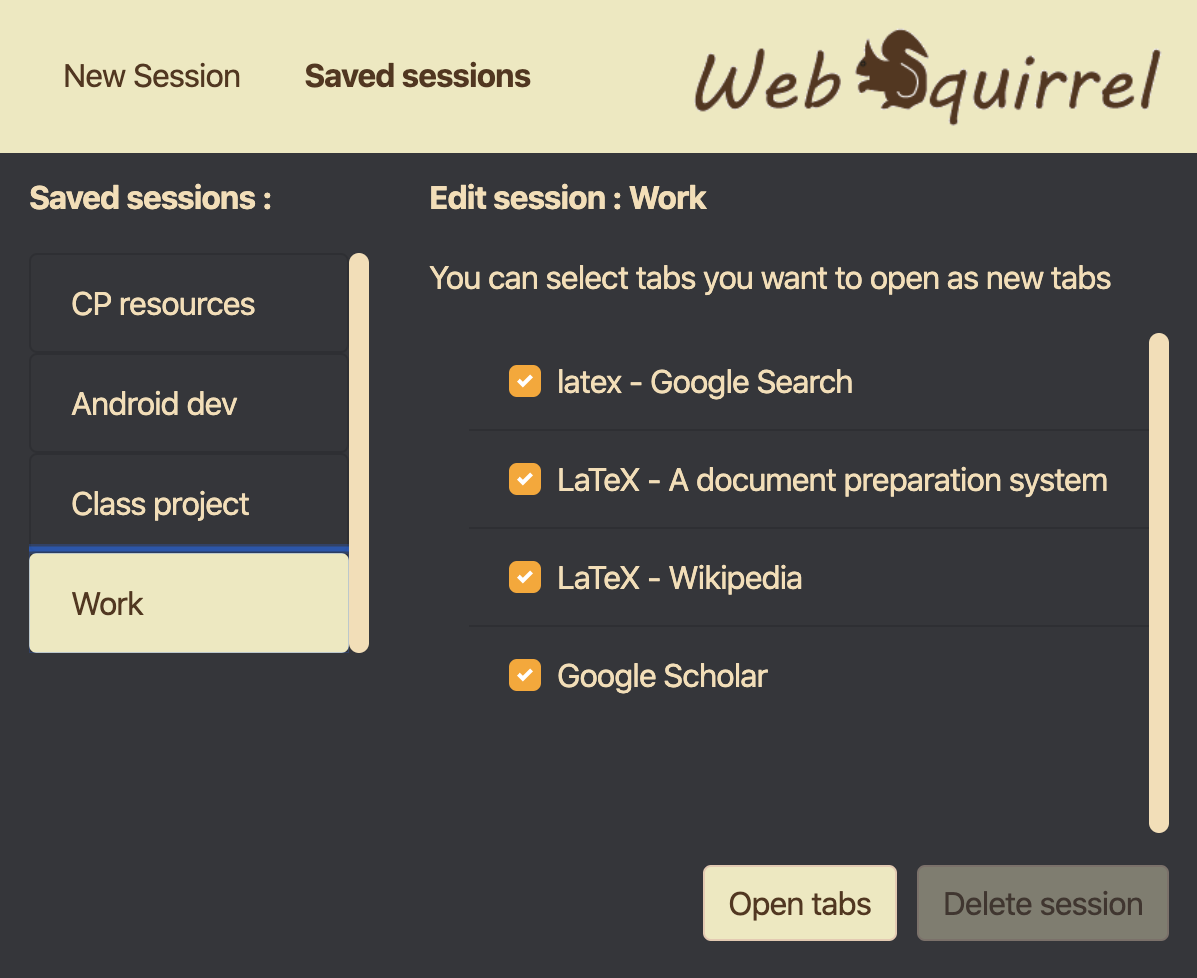 New Session
Saved sessions
Web Squirrel
Saved sessions :
CP resources
Android dev
Class project
Work
Edit session : Work
You can select tabs you want to open as new tabs
latex - Google Search
LaTeX - A document preparation system
LaTeX - Wikipedia
Google Scholar
Open tabs
Delete session